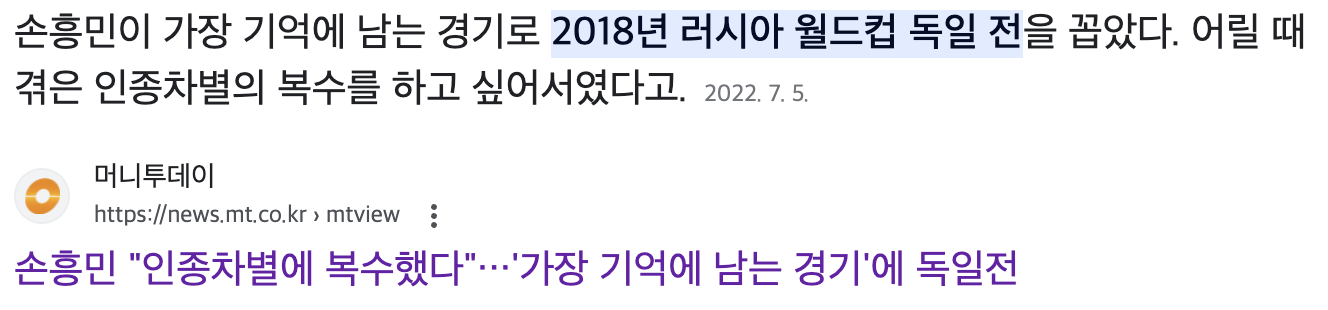 손흥민이 가장 기억에 남는 경기로 2018년 러시아 월드컵 독일 전을 꼽았다. 어릴 때
겪은 인종차별의 복수를 하고 싶어서였다고. 2022. 7. 5.
머니투데이
https://news.mt.co.kr › mtview
손흥민 "인종차별에 복수했다"…'가장 기억에 남는 경기'에 독일전